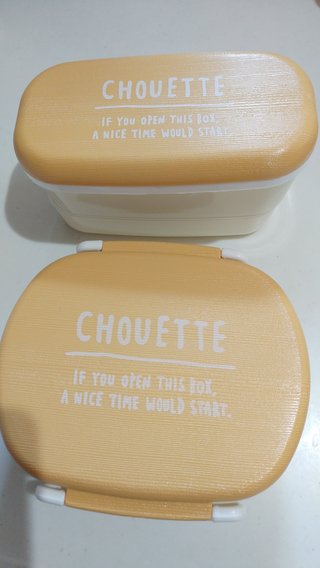 CHOUETTE
IF YOU OPEN THIS BOX,
A NICE TIME WOULD START.
CHOUETTE
IF YOU OPEN THIS BOX,
A NICE TIME WOULD START.